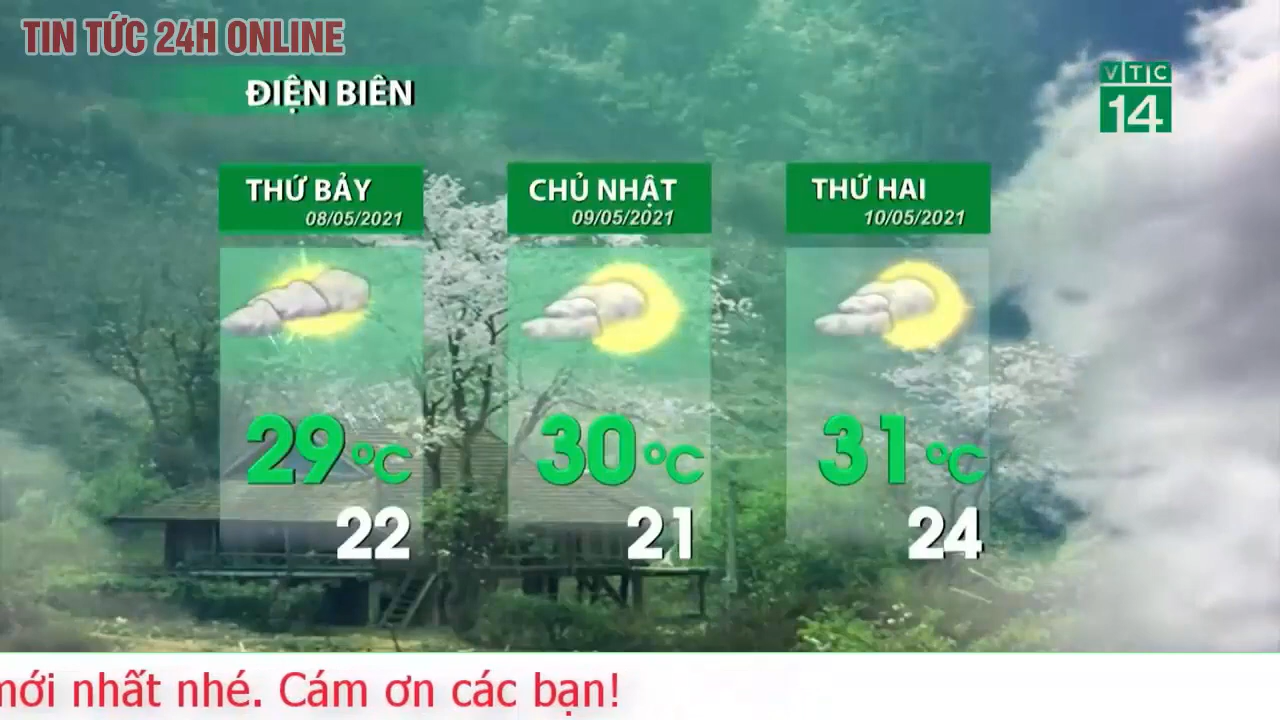 TIN TỨC 24H ONLINE
ĐIỆN BIÊN
VTC
14
THỨ BẢY
08/05/2021
CHỦ NHẬT
09/05/2021
THỨ HAI
10/05/2021
29°C
30°C
31°C
22
21
24
mới nhất nhé. Cám ơn các bạn!